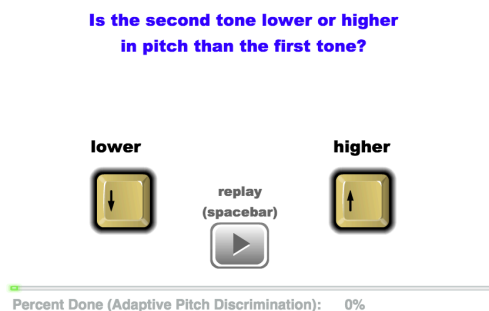 Is the second tone lower or higher
in pitch than the first tone?
lower
higher
replay
(spacebar)
Percent Done (Adaptive Pitch Discrimination): 0%